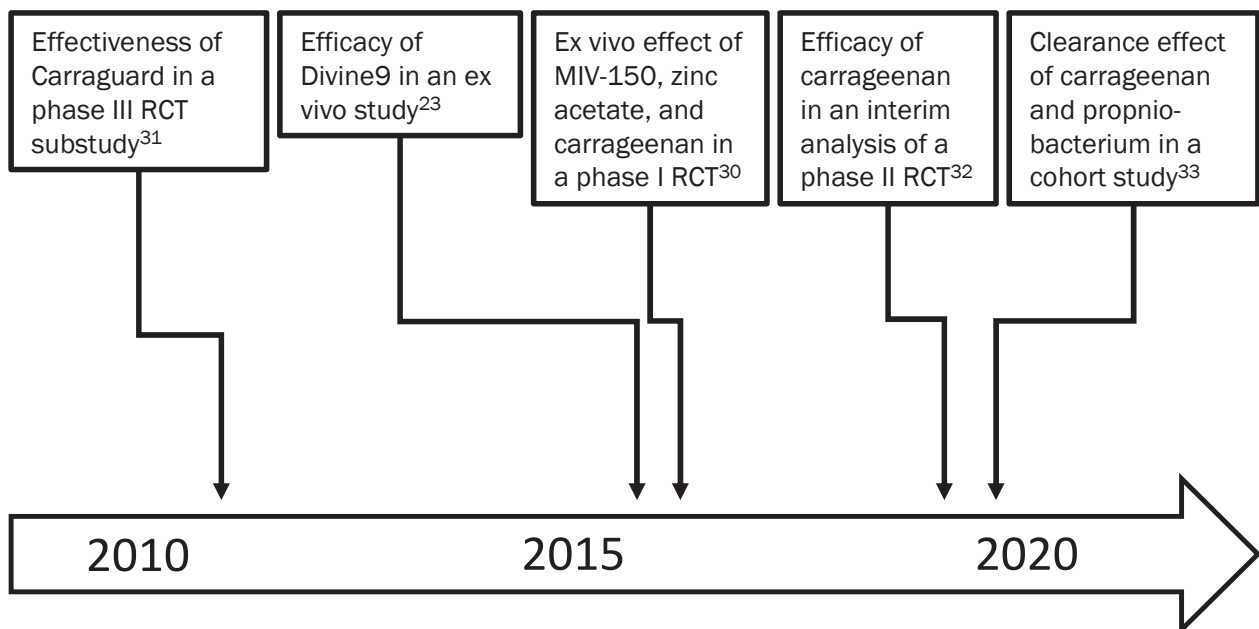 Effectiveness of
Carraguard in a
phase III RCT
substudy31
Efficacy of
Divine9 in an ex
vivo study23
Ex vivo effect of
MIV-150, zinc
acetate, and
carrageenan in
a phase I RCT30
Efficacy of
carrageenan
in an interim
analysis of a
phase II RCT32
Clearance effect
of carrageenan
and propnio-
bacterium in a
cohort study33
2010
2015
2020